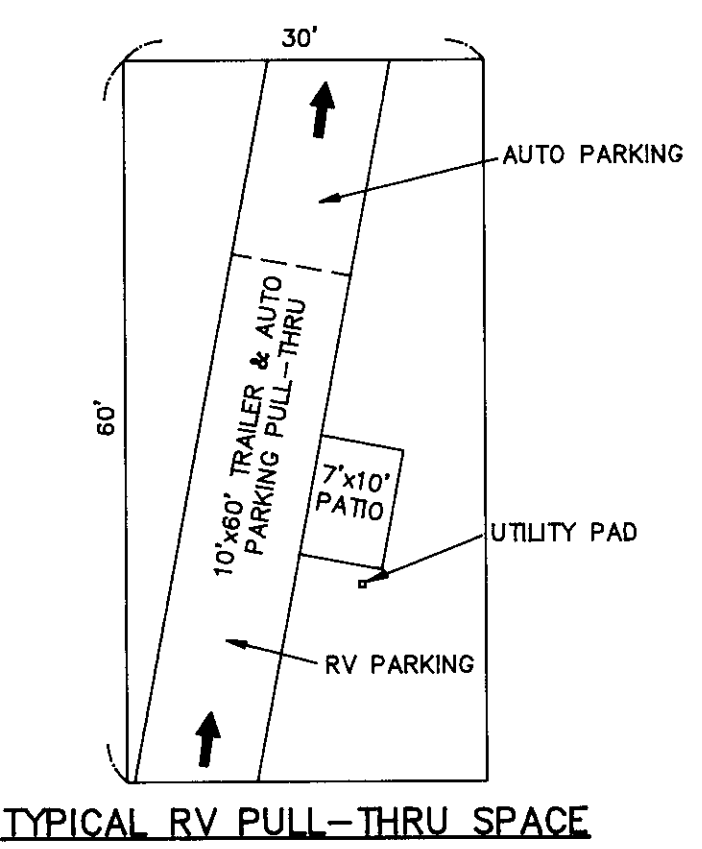 30'
AUTO PARKING
60'
10'x60' TRAILER & AUTO
PARKING PULL-THRU
7'x10'
PATIO
UTILITY PAD
RV PARKING
TYPICAL RV PULL-THRU SPACE